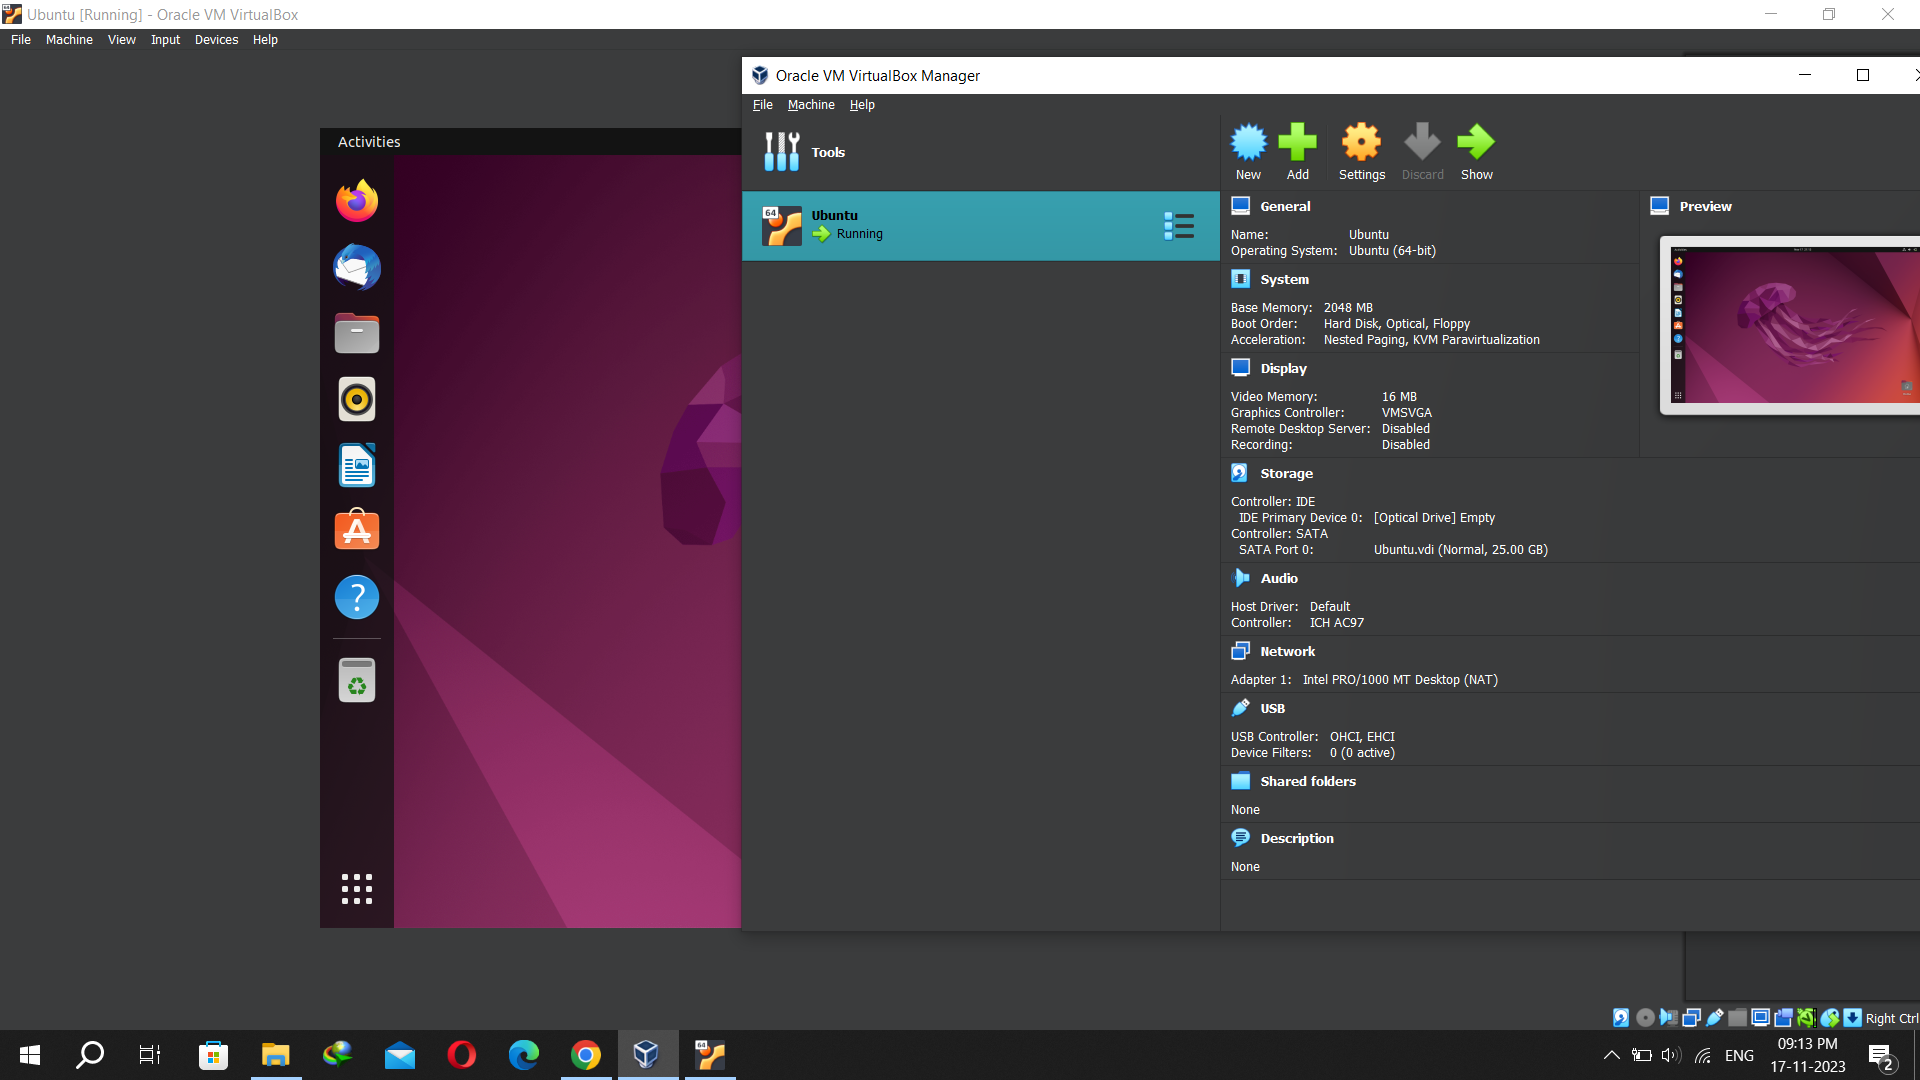 Ubuntu [Running] - Oracle VM VirtualBox
File Machine View Input Devices Help
Oracle VM VirtualBox Manager
File Machine Help
Activities
Tools
New Add Settings Discard Show
64
Ubuntu
Running
General
Name: Ubuntu
Operating System: Ubuntu (64-bit)
System
Base Memory: 2048 MB
Boot Order: Hard Disk, Optical, Floppy
Acceleration: Nested Paging, KVM Paravirtualization
Display
Video Memory: 16 MB
Graphics Controller: VMSVGA
Remote Desktop Server: Disabled
Recording: Disabled
Preview
Storage
Controller: IDE
IDE Primary Device 0: [Optical Drive] Empty
Controller: SATA
SATA Port 0: Ubuntu.vdi (Normal, 25.00 GB)
Audio
Host Driver: Default
Controller: ICH AC97
Network
Adapter 1: Intel PRO/1000 MT Desktop (NAT)
USB
USB Controller: OHCI, EHCI
Device Filters: 0 (0 active)
Shared folders
None
Description
None
Right Ctrl
64
ENG
09:13 PM
17-11-2023
2